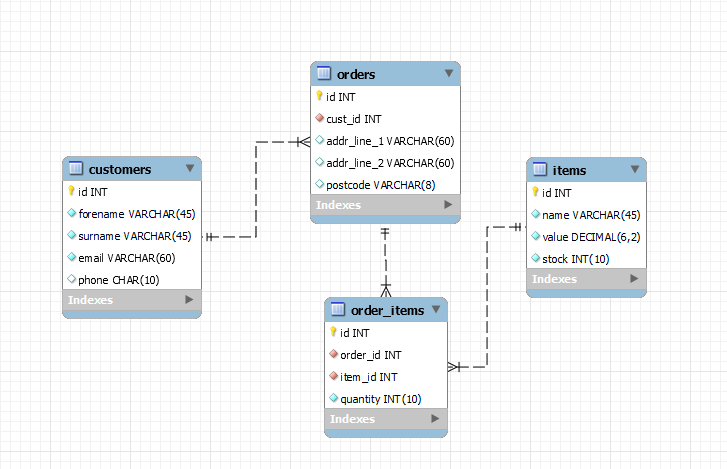 orders
id INT
cust_id INT
addr_line_1 VARCHAR(60)
addr_line_2 VARCHAR(60)
postcode VARCHAR(8)
Indexes
customers
id INT
forename VARCHAR(45)
surname VARCHAR(45)
email VARCHAR(60)
phone CHAR(10)
Indexes
items
id INT
name VARCHAR(45)
value DECIMAL(6,2)
stock INT(10)
Indexes
order_items
id INT
order_id INT
item_id INT
quantity INT(10)
Indexes